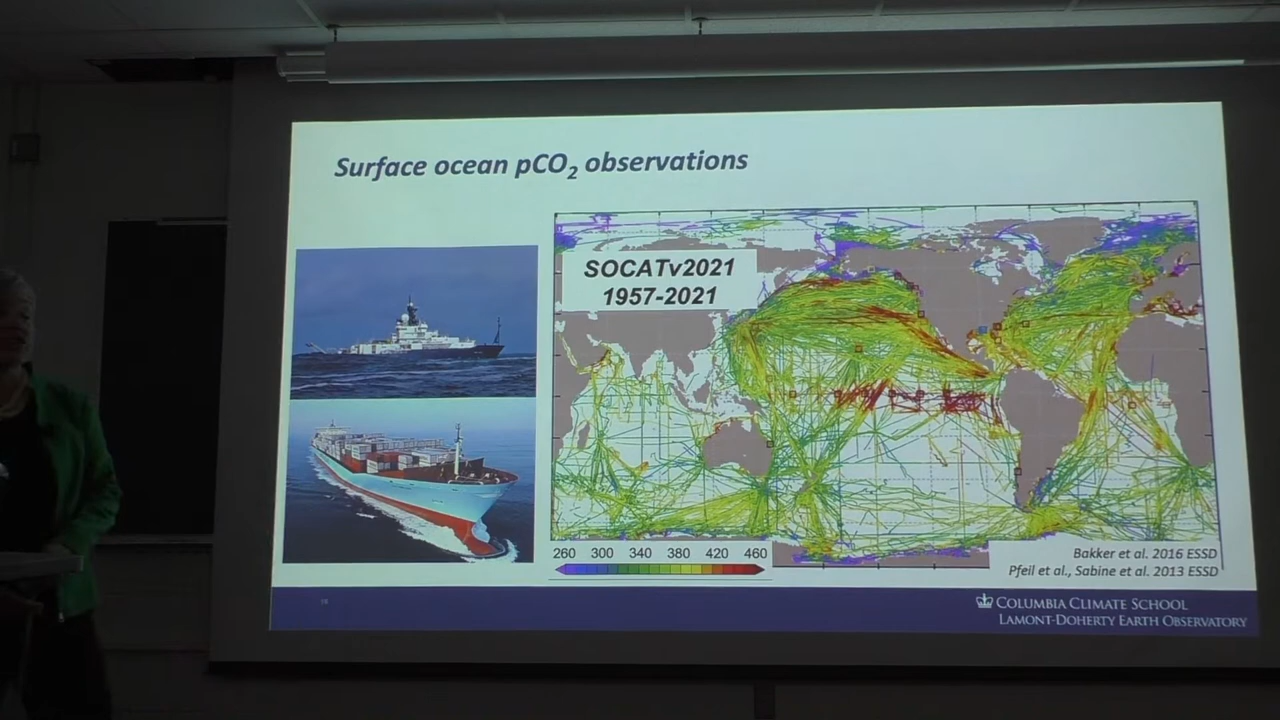 Surface ocean pCO₂ observations
SOCATv2021
1957-2021
260 300 340 380 420 460
Bakker et al. 2016 ESSD
Pfeil et al., Sabine et al. 2013 ESSD
COLUMBIA CLIMATE SCHOOL
LAMONT-DOHERTY EARTH OBSERVATORY